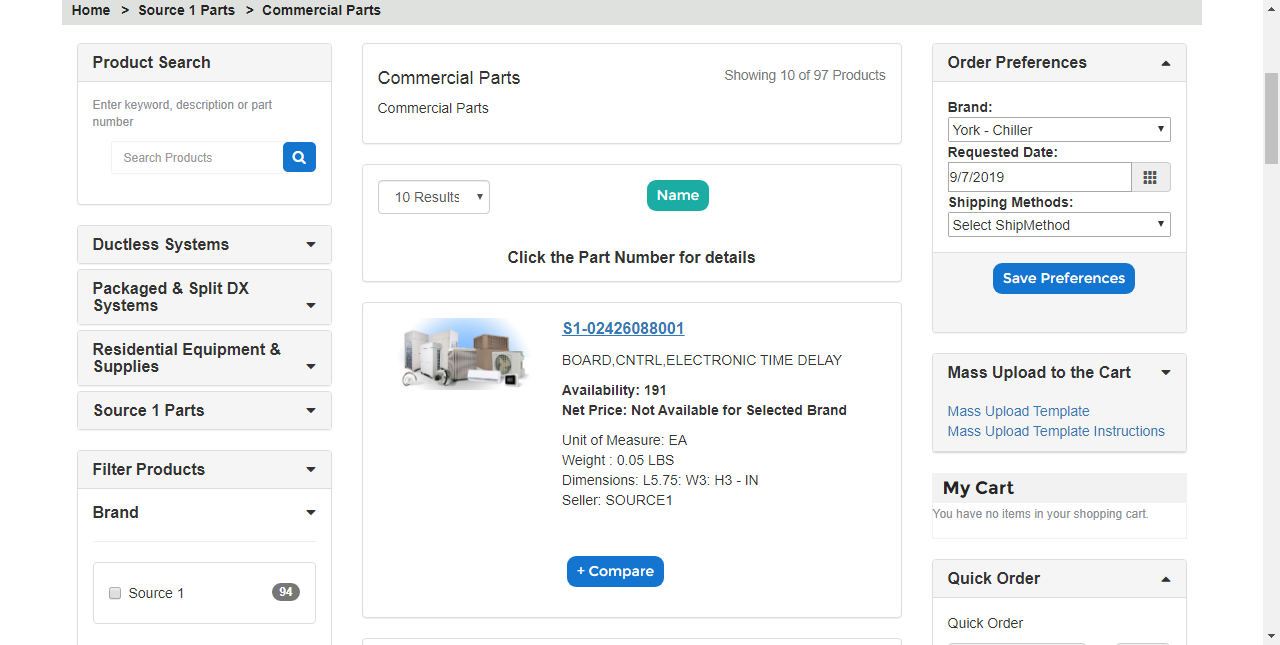 Home > Source 1 Parts > Commercial Parts
Product Search
Enter keyword, description or part
number
Search Products
Ductless Systems
Packaged & Split DX
Systems
Residential Equipment &
Supplies
Source 1 Parts
Filter Products
Brand
Source 1 94
Commercial Parts
Showing 10 of 97 Products
Commercial Parts
10 Results
Name
Click the Part Number for details
S1-02426088001
BOARD,CNTRL,ELECTRONIC TIME DELAY
Availability: 191
Net Price: Not Available for Selected Brand
Unit of Measure: EA
Weight : 0.05 LBS
Dimensions: L5.75: W3: H3 - IN
Seller: SOURCE1
+ Compare
Order Preferences
Brand:
York - Chiller
Requested Date:
9/7/2019
Shipping Methods:
Select ShipMethod
Save Preferences
Mass Upload to the Cart
Mass Upload Template
Mass Upload Template Instructions
My Cart
You have no items in your shopping cart.
Quick Order
Quick Order